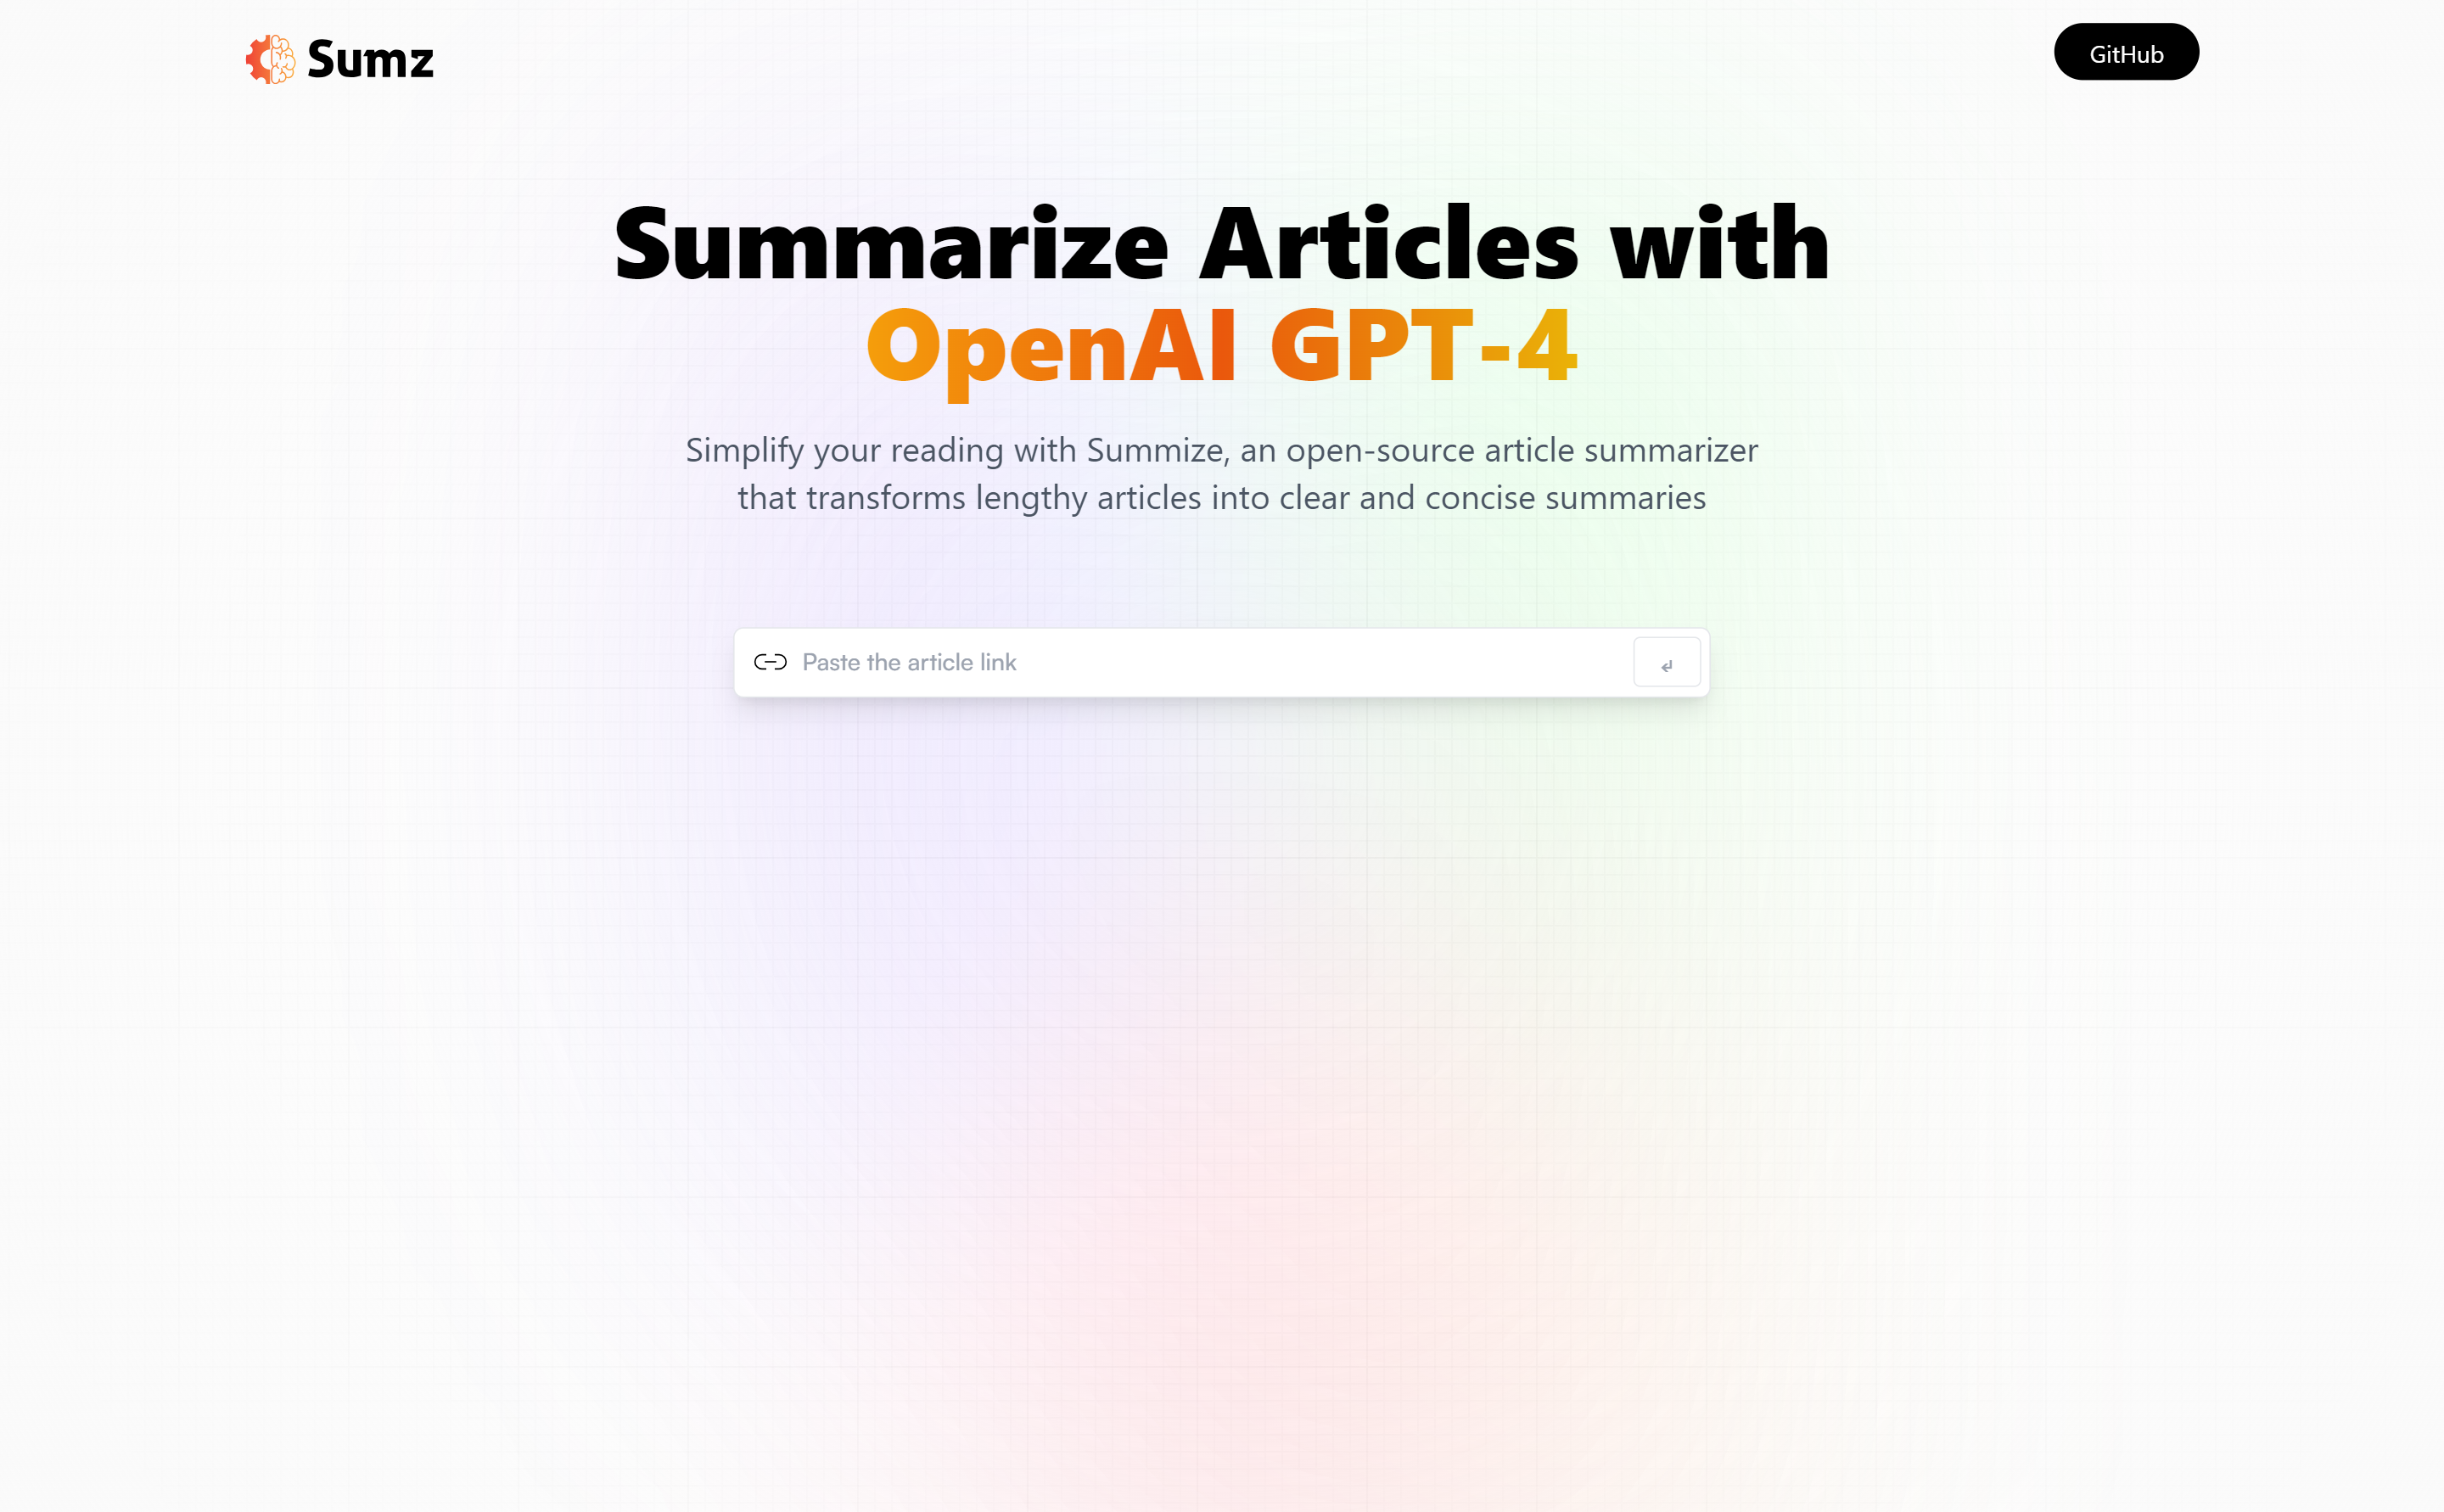 Sumz
GitHub
Summarize Articles with
OpenAI GPT-4
Simplify your reading with Summize, an open-source article summarizer
that transforms lengthy articles into clear and concise summaries
Paste the article link
↲